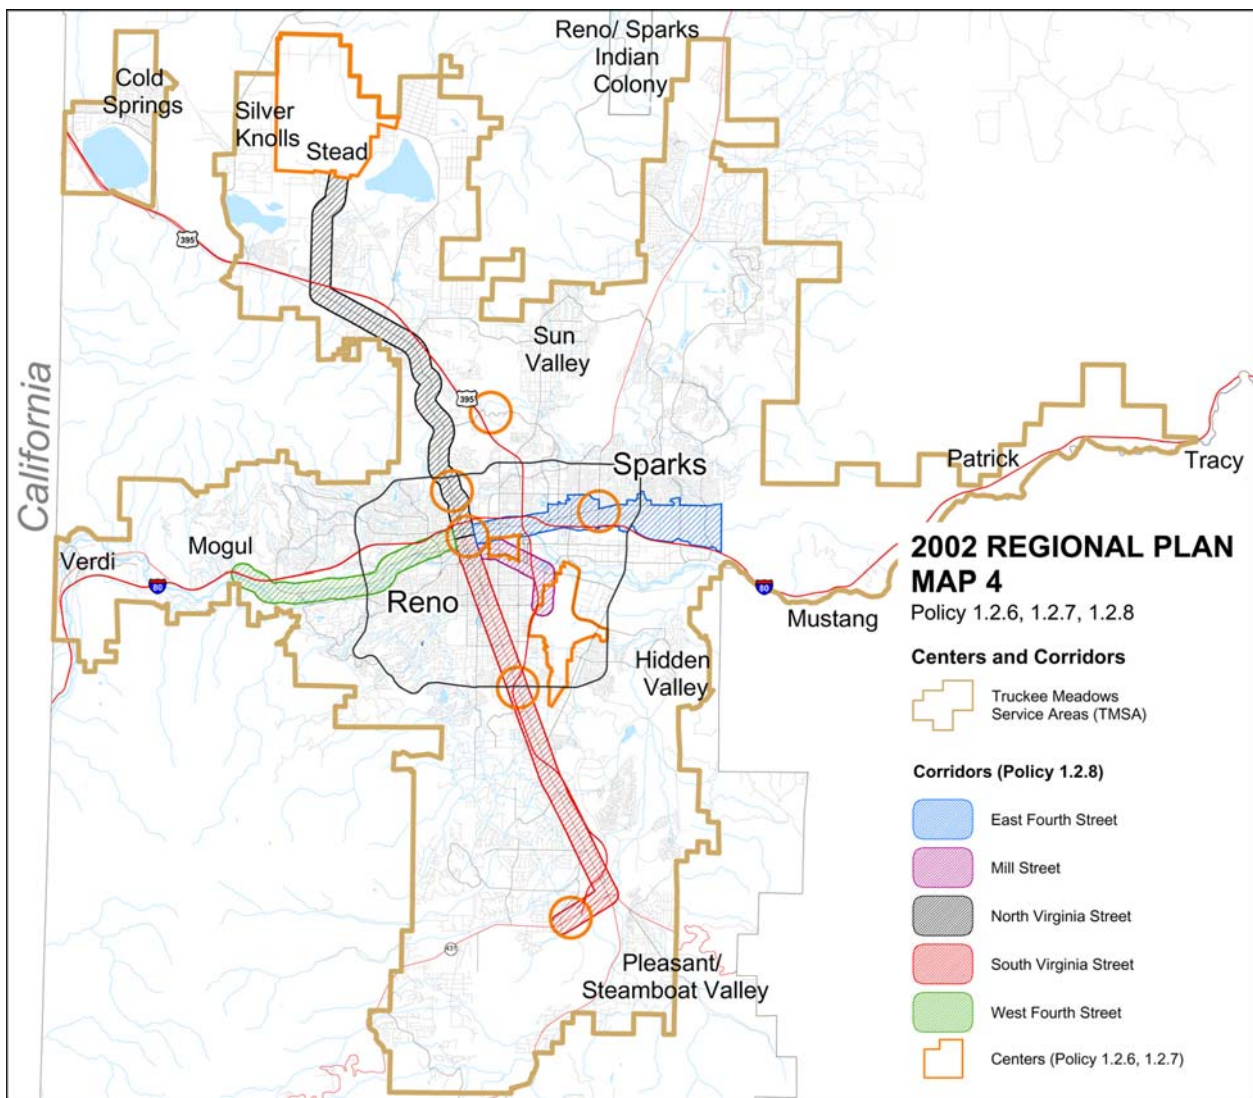 Reno/ Sparks
Indian
Colony
Cold
Springs
Silver
Knolls
Stead
395
Sun
Valley
395
California
Sparks
Patrick
Tracy
Verdi
Mogul
80
Reno
80
Mustang
Hidden
Valley
431
Pleasant/
Steamboat Valley
2002 REGIONAL PLAN
MAP 4
Policy 1.2.6, 1.2.7, 1.2.8
Centers and Corridors
Truckee Meadows
Service Areas (TMSA)
Corridors (Policy 1.2.8)
East Fourth Street
Mill Street
North Virginia Street
South Virginia Street
West Fourth Street
Centers (Policy 1.2.6, 1.2.7)